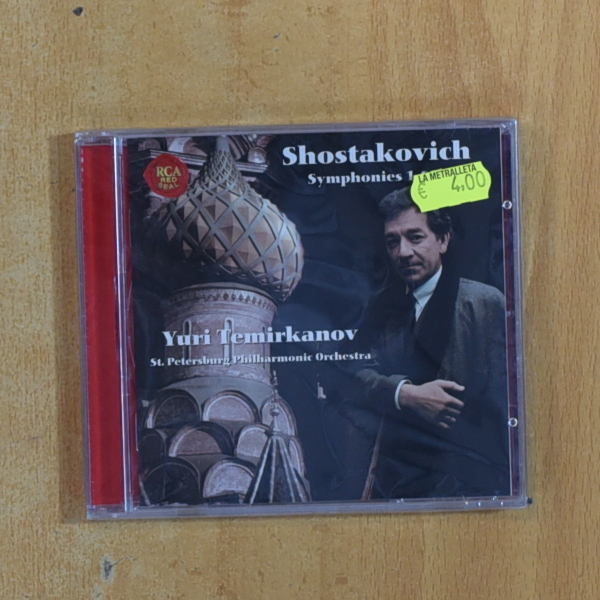 RCA
RED
SEAL
Shostakovich
Symphonies 1
LA METRALLETA
€ 4,00
Yuri Temirkanov
St. Petersburg Philharmonic Orchestra